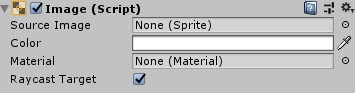 Image (Script)
Source Image None (Sprite)
Color
Material None (Material)
Raycast Target